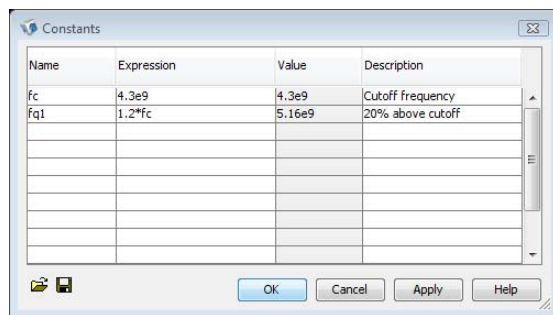 Constants
Name Expression Value Description
fc 4.3e9 4.3e9 Cutoff frequency
fq1 1.2*fc 5.16e9 20% above cutoff
OK Cancel Apply Help